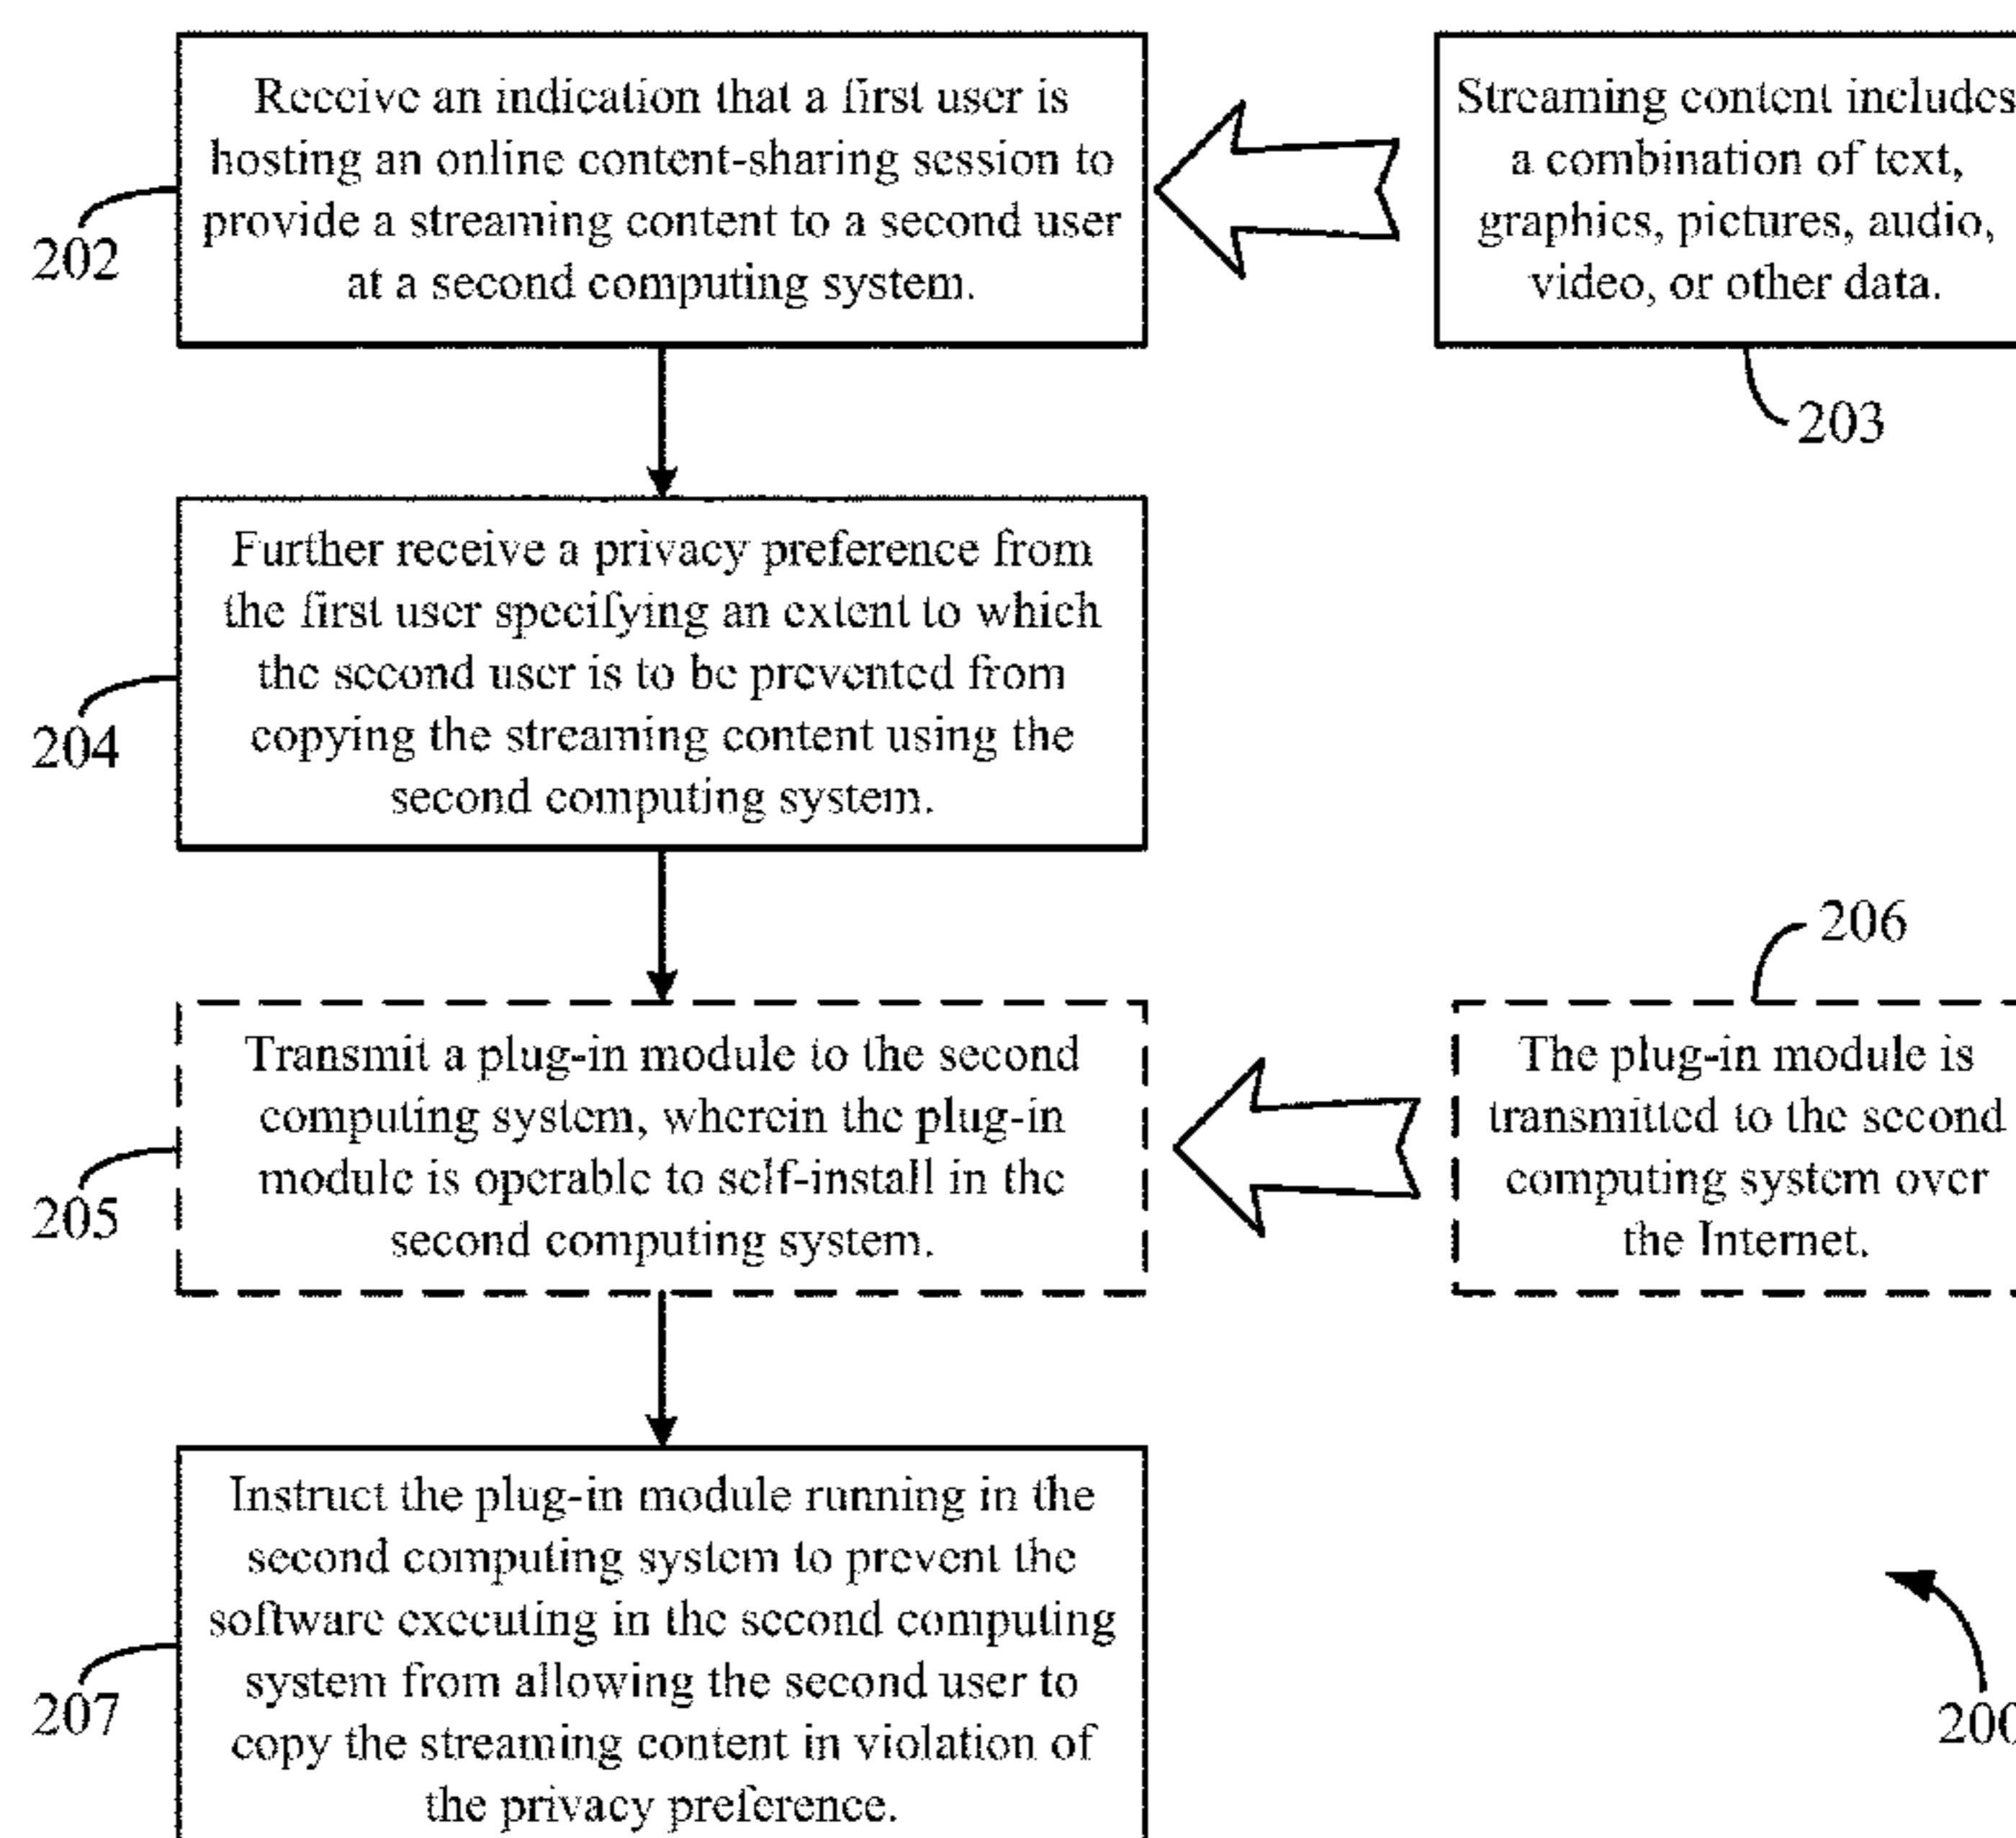 Receive an indication that a first user is
hosting an online content-sharing session to
provide a streaming content to a second user
at a second computing system.
202
Streaming content includes
a combination of text,
graphics, pictures, audio,
video, or other data.
203
Further receive a privacy preference from
the first user specifying an extent to which
the second user is to be prevented from
copying the streaming content using the
second computing system.
204
206
Transmit a plug-in module to the second
computing system, wherein the plug-in
module is operable to self-install in the
second computing system.
205
The plug-in module is
transmitted to the second
computing system over
the Internet.
Instruct the plug-in module running in the
second computing system to prevent the
software executing in the second computing
system from allowing the second user to
copy the streaming content in violation of
the privacy preference.
207
200